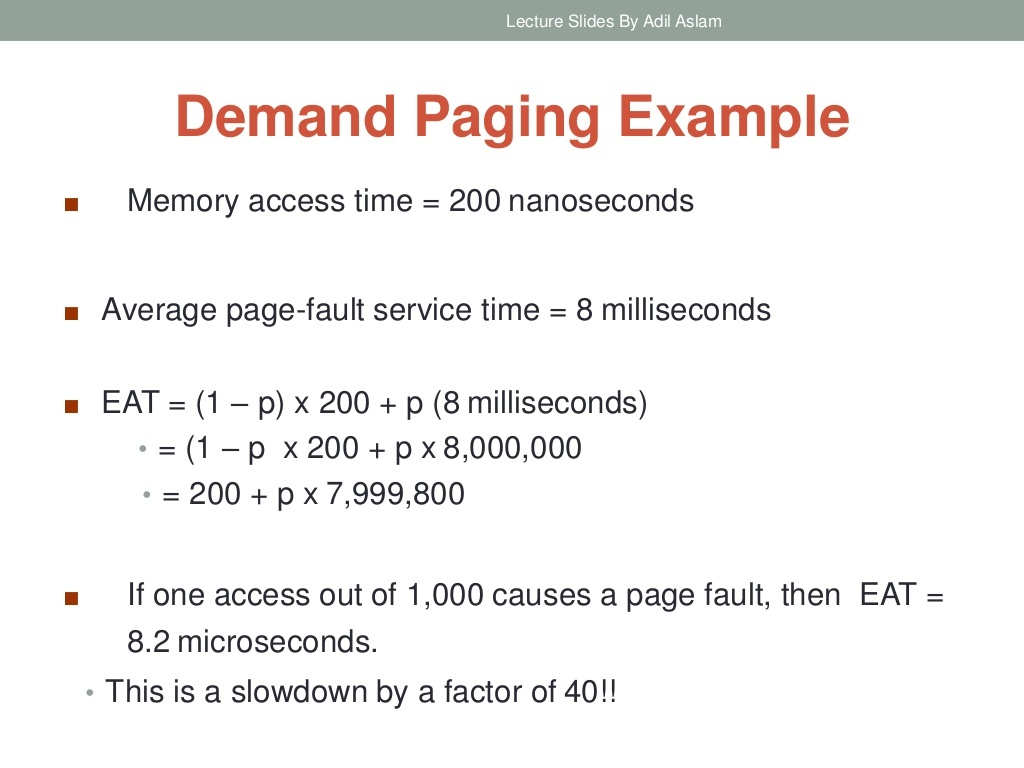 Lecture Slides By Adil Aslam
Demand Paging Example
■ Memory access time = 200 nanoseconds
■ Average page-fault service time = 8 milliseconds
■ EAT = (1 – p) x 200 + p (8 milliseconds)
• = (1 – p x 200 + p x 8,000,000
• = 200 + p x 7,999,800
■ If one access out of 1,000 causes a page fault, then EAT =
8.2 microseconds.
• This is a slowdown by a factor of 40!!